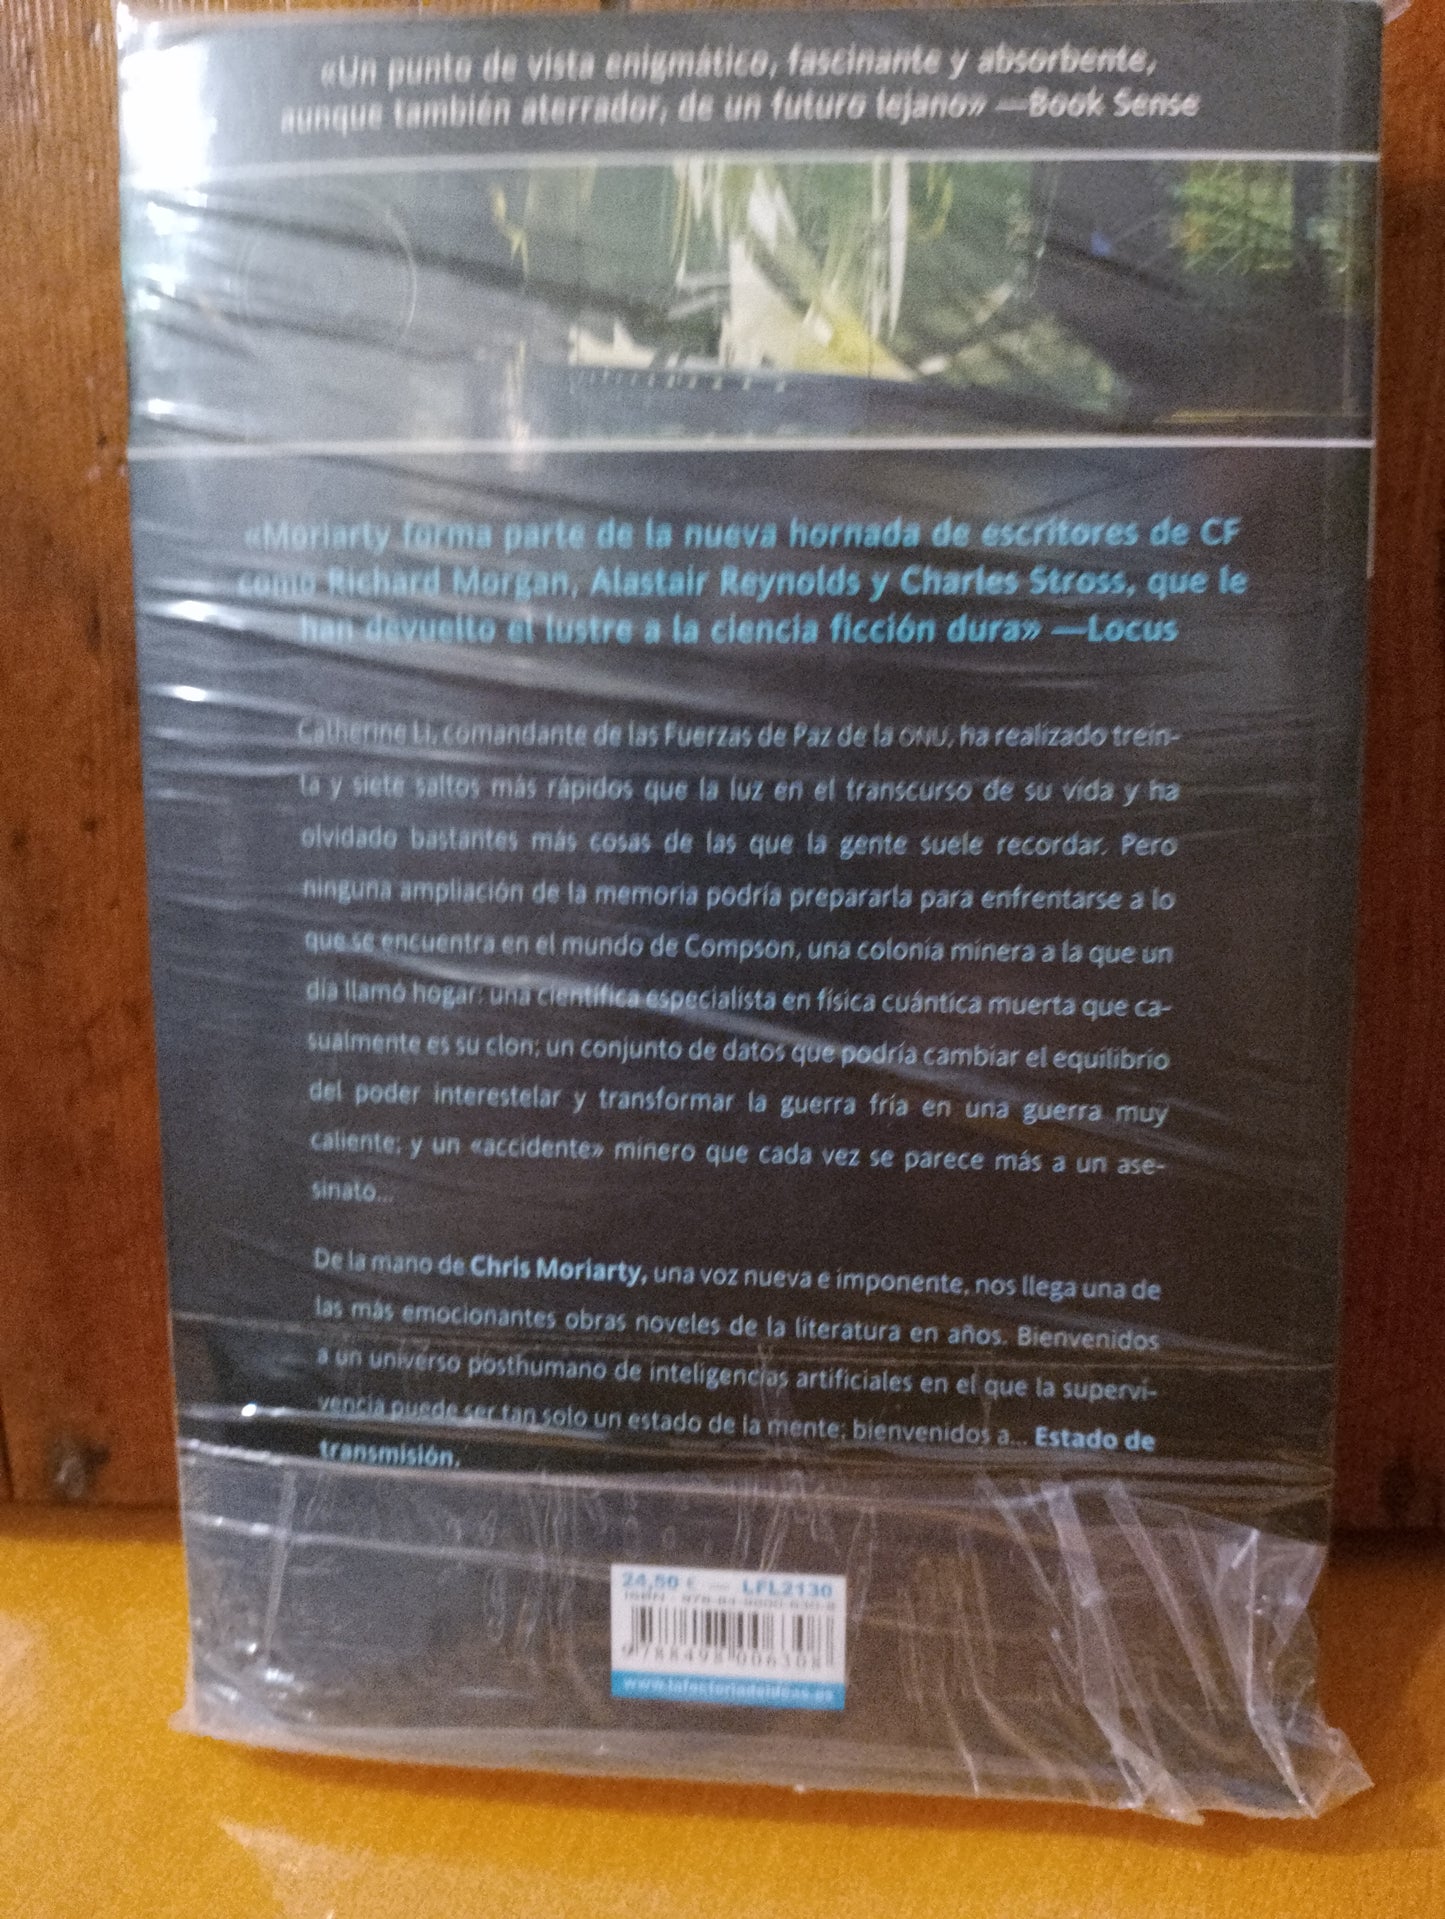 «Un punto de vista enigmático, fascinante y absorbente,
aunque también aterrador, de un futuro lejano» —Book Sense
«Moriarty forma parte de la nueva hornada de escritores de CF
como Richard Morgan, Alastair Reynolds y Charles Stross, que le
han devuelto el lustre a la ciencia ficción dura» —Locus
Catherine Li, comandante de las Fuerzas de Paz de la ONU, ha realizado trein-
ta y siete saltos más rápidos que la luz en el transcurso de su vida y ha
olvidado bastantes más cosas de las que la gente suele recordar. Pero
ninguna ampliación de la memoria podría prepararla para enfrentarse a lo
que se encuentra en el mundo de Compson, una colonia minera a la que un
día llamó hogar: una científica especialista en física cuántica muerta que ca-
sualmente es su clon; un conjunto de datos que podría cambiar el equilibrio
del poder interestelar y transformar la guerra fría en una guerra muy
caliente; y un «accidente» minero que cada vez se parece más a un ase-
sinato...
De la mano de Chris Moriarty, una voz nueva e imponente, nos llega una de
las más emocionantes obras noveles de la literatura en años. Bienvenidos
a un universo posthumano de inteligencias artificiales en el que la supervi-
vencia puede ser tan solo un estado de la mente; bienvenidos a... Estado de
transmisión.
24,50 € — LFL2130
ISBN: 978-84-9800-630-8
9 788498 006308
www.lafactoriadeideas.es